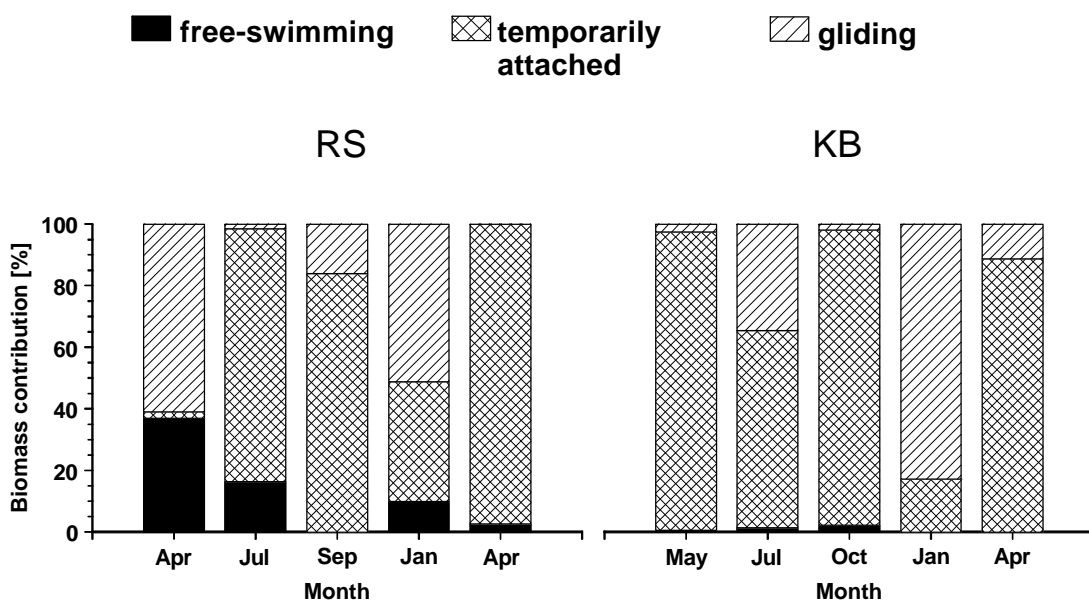 free-swimming
temporarily
attached
gliding
RS
KB
Biomass contribution [%]
100
80
60
40
20
0
Apr Jul Sep Jan Apr
Month
May Jul Oct Jan Apr
Month